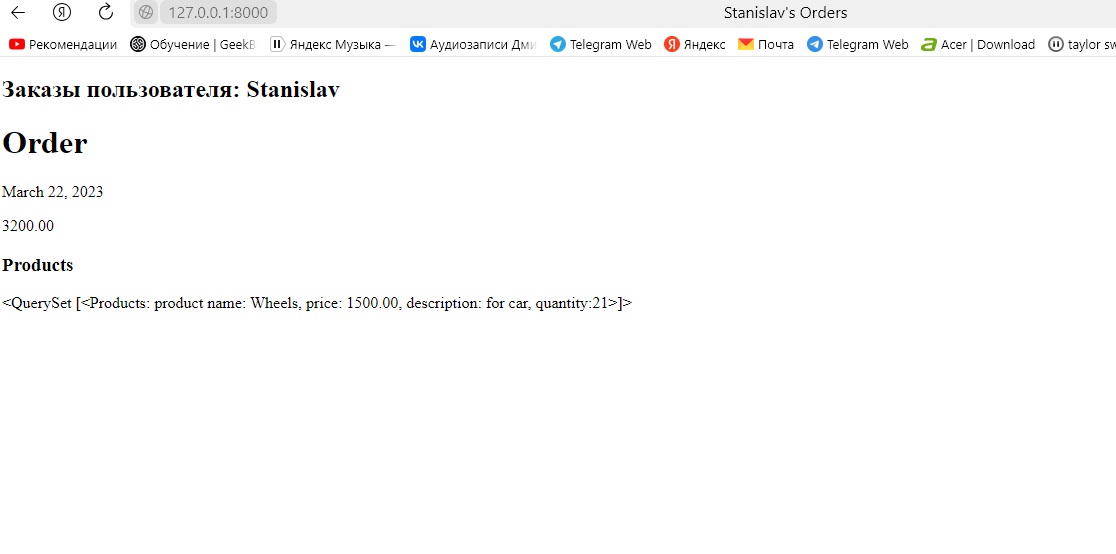 127.0.0.1:8000 Stanislav's Orders
Рекомендации Обучение | GeekB Яндекс Музыка — Аудиозаписи Дми Telegram Web Яндекс Почта Telegram Web Acer | Download taylor sw
Заказы пользователя: Stanislav
Order
March 22, 2023
3200.00
Products
<QuerySet [<Products: product name: Wheels, price: 1500.00, description: for car, quantity:21>]>